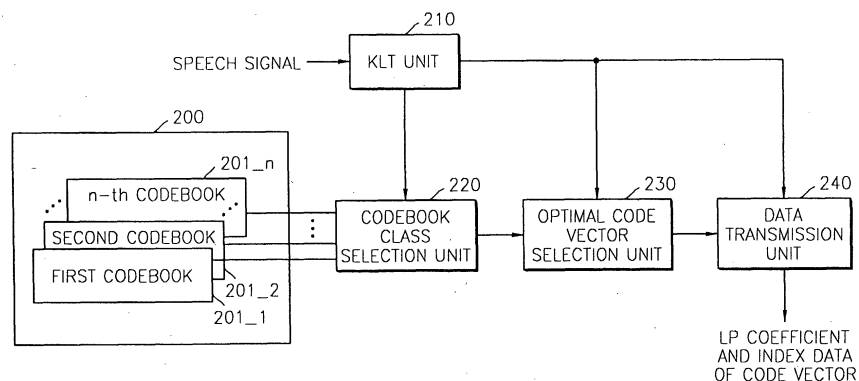 210
SPEECH SIGNAL
KLT UNIT
200
201_n
n-th CODEBOOK
SECOND CODEBOOK
FIRST CODEBOOK
201_2
201_1
220
CODEBOOK
CLASS
SELECTION UNIT
230
OPTIMAL CODE
VECTOR
SELECTION UNIT
240
DATA
TRANSMISSION
UNIT
LP COEFFICIENT
AND INDEX DATA
OF CODE VECTOR